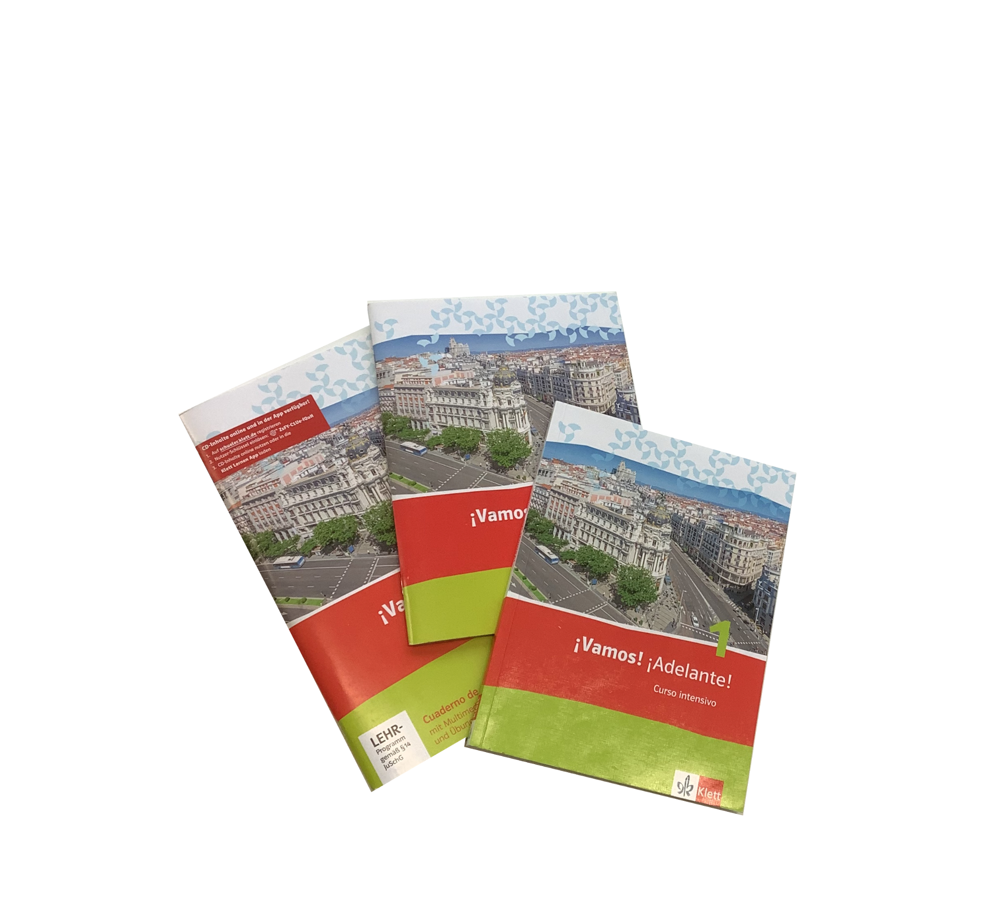 CD-Inhalte online und in der App verfügbar!
1. Auf schueler.klett.de registrieren
2. Nutzer-Schlüssel einlösen: ZsFY-C1Ue-fQuN
3. CD-Inhalte online nutzen oder in die
Klett Lernen App laden
¡Va
Cuaderno de
mit Multime
und Übun
LEHR-
Programm
gemäß §14
JuSchG
¡Vamos
1
¡Vamos! ¡Adelante!
Curso intensivo
Klett